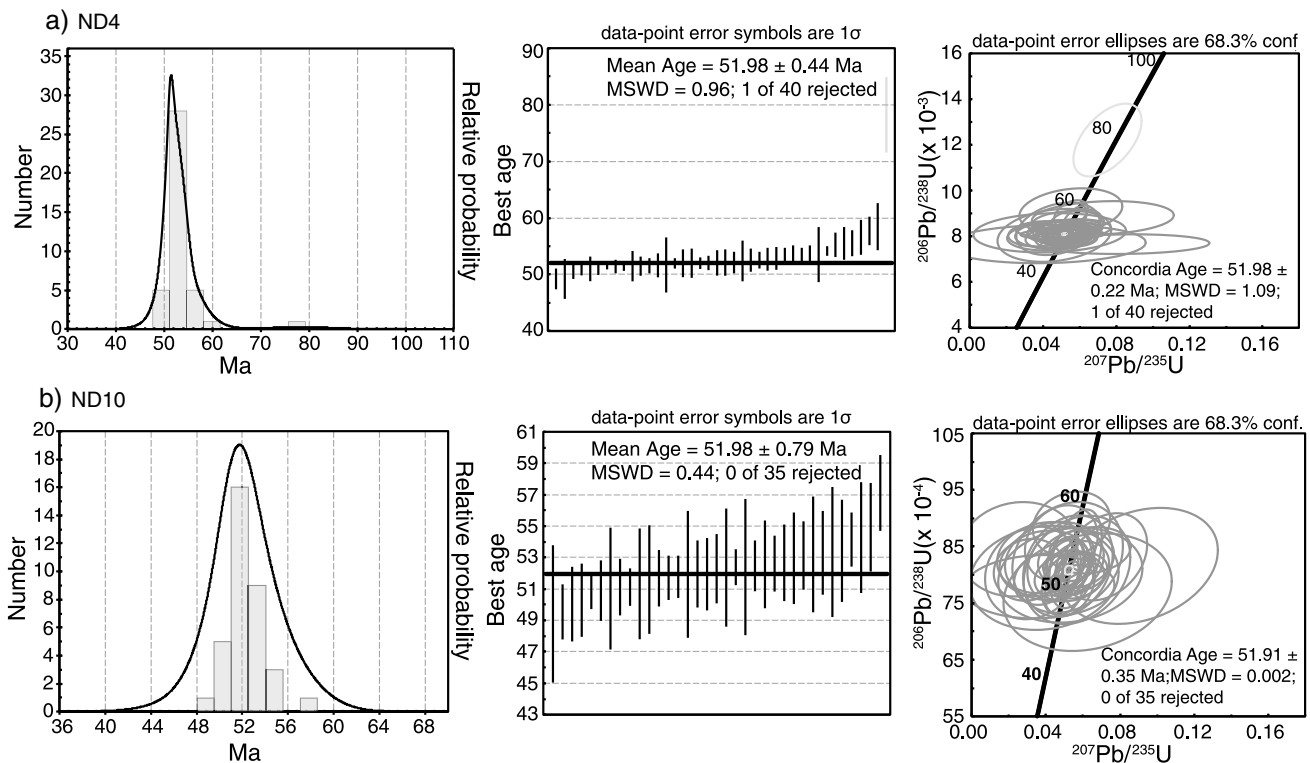 a) ND4
35
30
25
20
15
10
5
0
Number
30 40 50 60 70 80 90 100 110
Ma
Relative probability
data-point error symbols are 1σ
Mean Age = 51.98 ± 0.44 Ma
MSWD = 0.96; 1 of 40 rejected
90
80
70
60
50
40
Best age
data-point error ellipses are 68.3% conf
16
14
12
10
8
6
4
206Pb/238U(x 10-3)
100
80
60
40
Concordia Age = 51.98 ±
0.22 Ma; MSWD = 1.09;
1 of 40 rejected
0.00 0.04 0.08 0.12 0.16
207Pb/235U
b) ND10
20
18
16
14
12
10
8
6
4
2
0
Number
36 40 44 48 52 56 60 64 68
Ma
Relative probability
data-point error symbols are 1σ
Mean Age = 51.98 ± 0.79 Ma
MSWD = 0.44; 0 of 35 rejected
61
59
57
55
53
51
49
47
45
43
Best age
data-point error ellipses are 68.3% conf.
105
95
85
75
65
55
206Pb/238U(x 10-4)
60
50
40
Concordia Age = 51.91 ±
0.35 Ma;MSWD = 0.002;
0 of 35 rejected
0.00 0.04 0.08 0.12 0.16
207Pb/235U